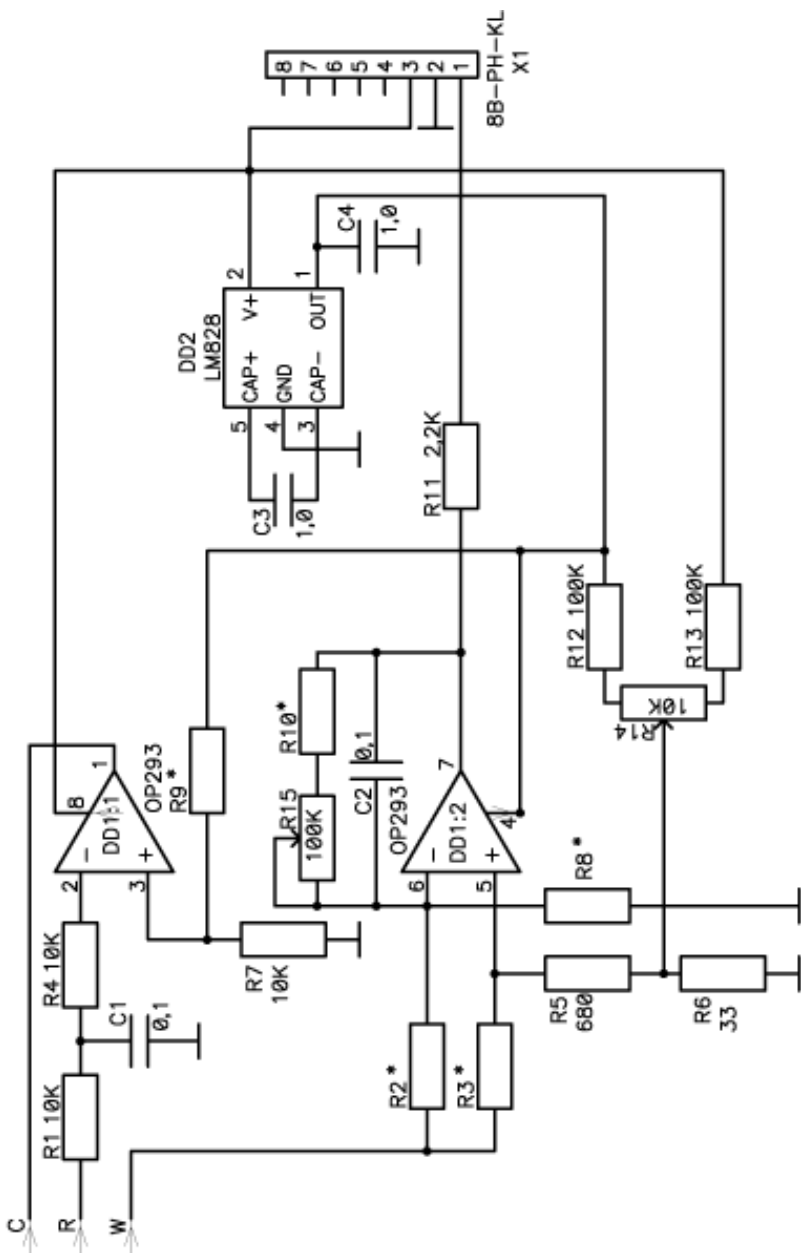 C
R
W
R1 10K
R4 10K
C1
0,1
2
3
8
1
DD1:1
OP293
R9*
R7
10K
DD2
LM828
CAP+
V+
GND
CAP-
OUT
5
4
3
2
1
C3
1,0
C4
1,0
8
7
6
5
4
3
2
1
8B-PH-KL
X1
R15
100K
R10*
C2
0,1
OP293
6
5
7
4
DD1:2
R11 2,2K
R2*
R3*
R8*
R5
680
R6
33
R12 100K
R13 100K
R14
10K